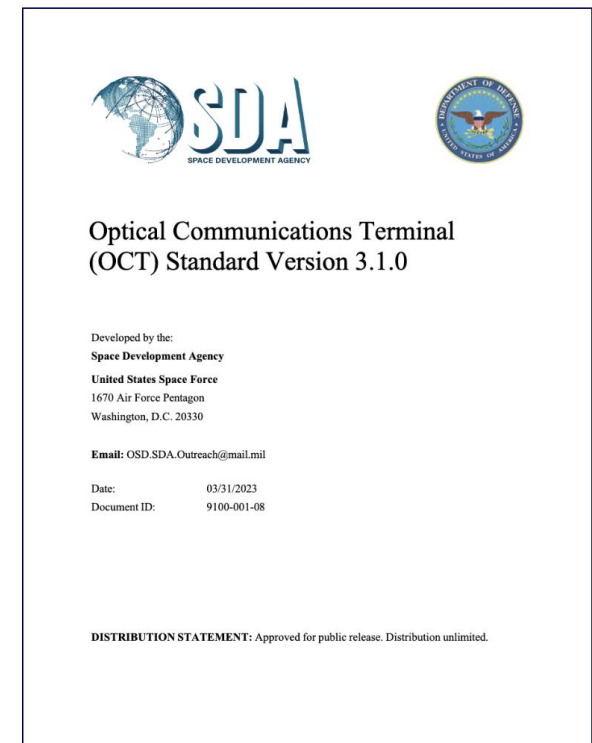 SDA
SPACE DEVELOPMENT AGENCY
DEPARTMENT OF DEFENSE
UNITED STATES OF AMERICA
Optical Communications Terminal
(OCT) Standard Version 3.1.0
Developed by the:
Space Development Agency
United States Space Force
1670 Air Force Pentagon
Washington, D.C. 20330
Email: OSD.SDA.Outreach@mail.mil
Date: 03/31/2023
Document ID: 9100-001-08
DISTRIBUTION STATEMENT: Approved for public release. Distribution unlimited.